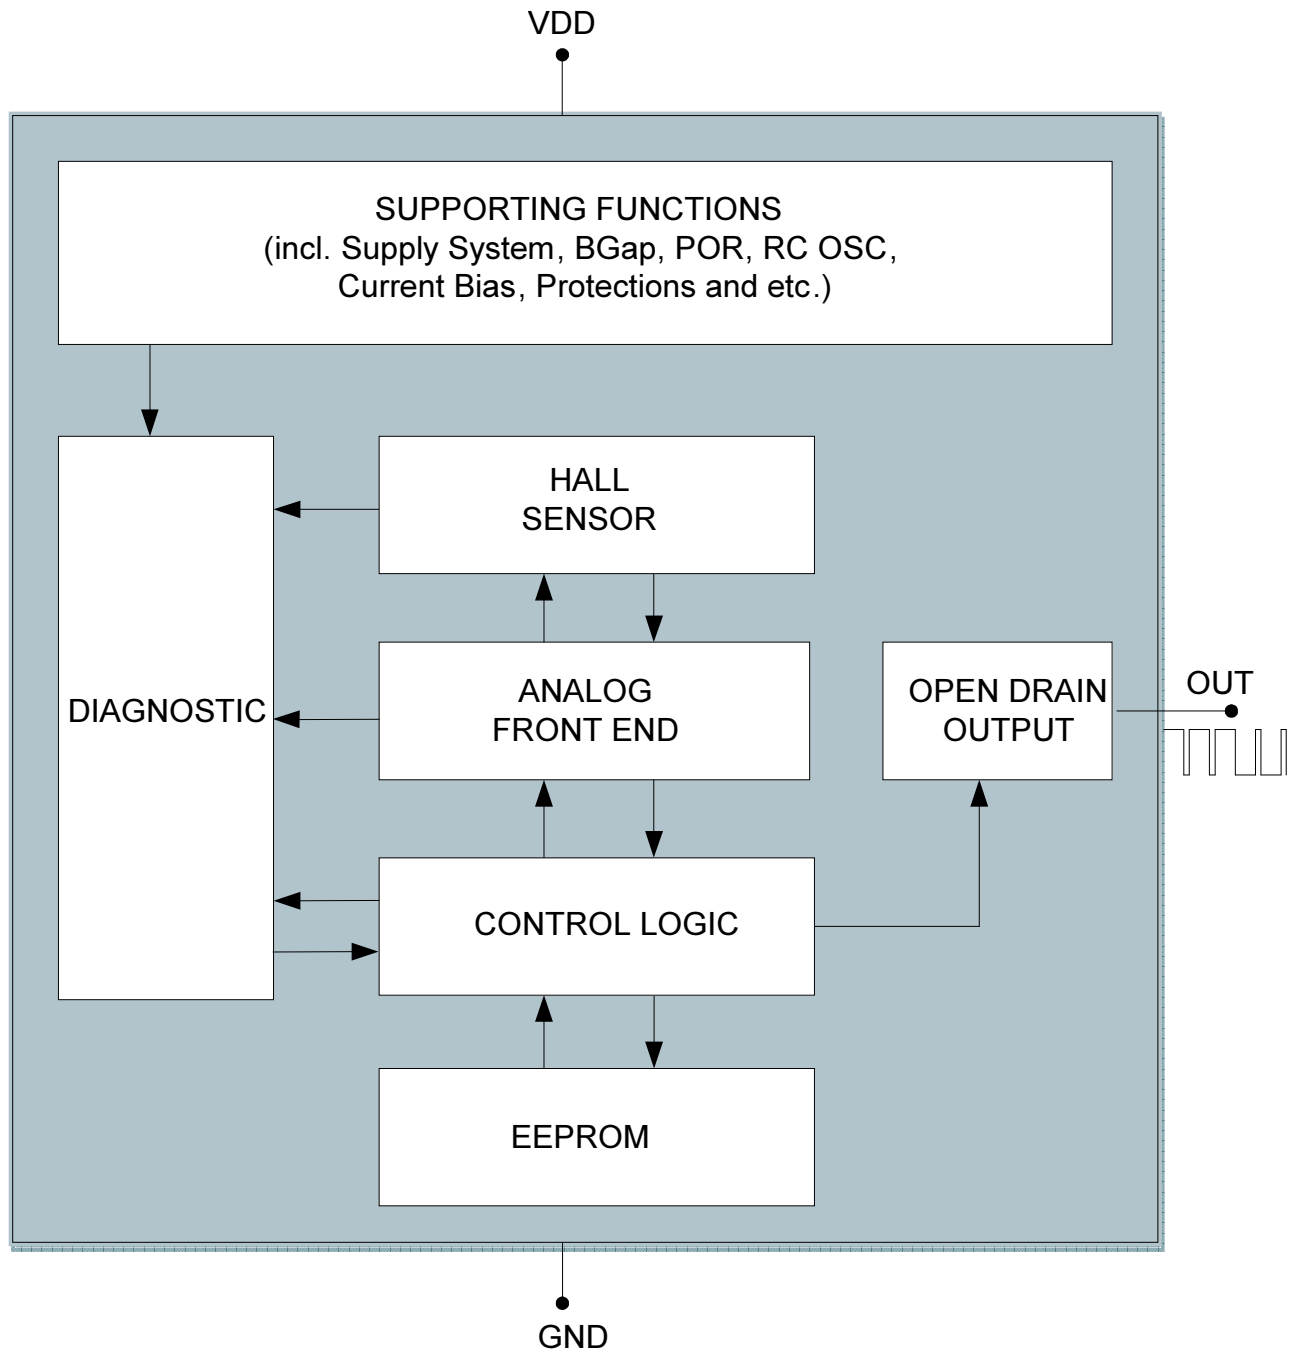 VDD
SUPPORTING FUNCTIONS
(incl. Supply System, BGap, POR, RC OSC,
Current Bias, Protections and etc.)
HALL
SENSOR
DIAGNOSTIC
ANALOG
FRONT END
OPEN DRAIN
OUTPUT
OUT
CONTROL LOGIC
EEPROM
GND